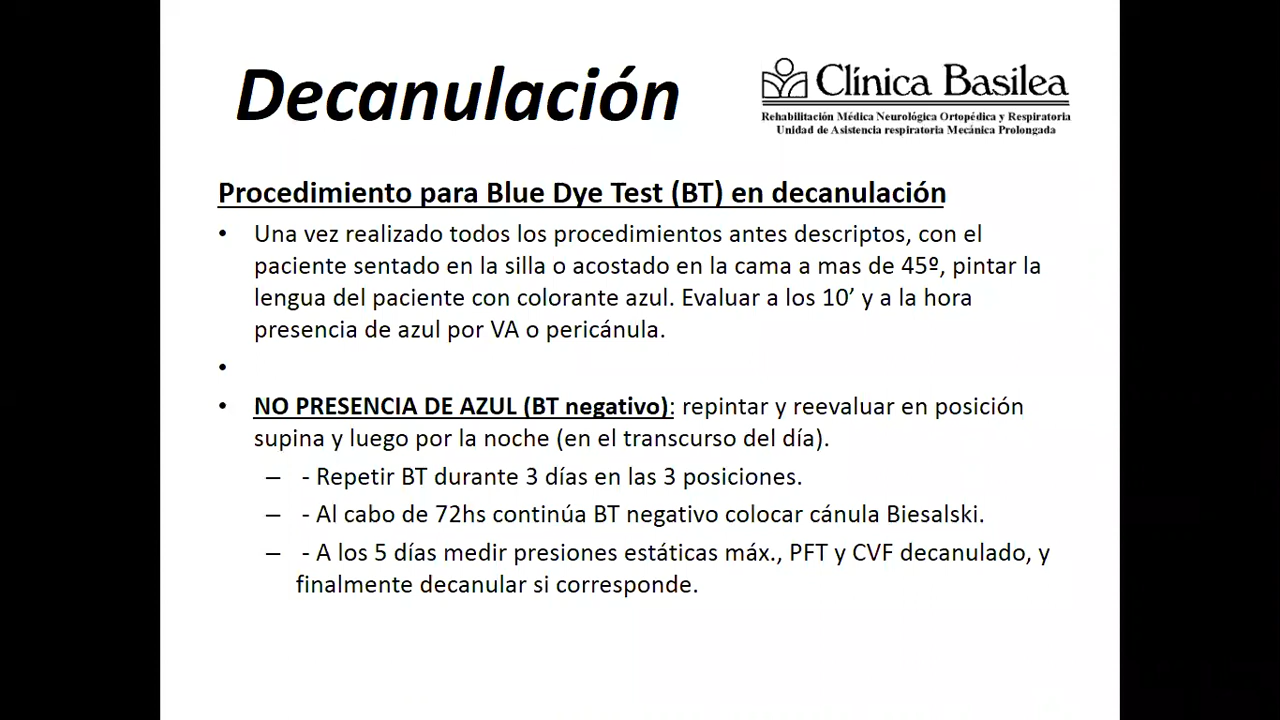 Decanulación
Clínica Basilea
Rehabilitación Médica Neurológica Ortopédica y Respiratoria
Unidad de Asistencia respiratoria Mecánica Prolongada
Procedimiento para Blue Dye Test (BT) en decanulación
• Una vez realizado todos los procedimientos antes descriptos, con el
paciente sentado en la silla o acostado en la cama a mas de 45º, pintar la
lengua del paciente con colorante azul. Evaluar a los 10’ y a la hora
presencia de azul por VA o pericánula.
•
• NO PRESENCIA DE AZUL (BT negativo): repintar y reevaluar en posición
supina y luego por la noche (en el transcurso del día).
– - Repetir BT durante 3 días en las 3 posiciones.
– - Al cabo de 72hs continúa BT negativo colocar cánula Biesalski.
– - A los 5 días medir presiones estáticas máx., PFT y CVF decanulado, y
finalmente decanular si corresponde.